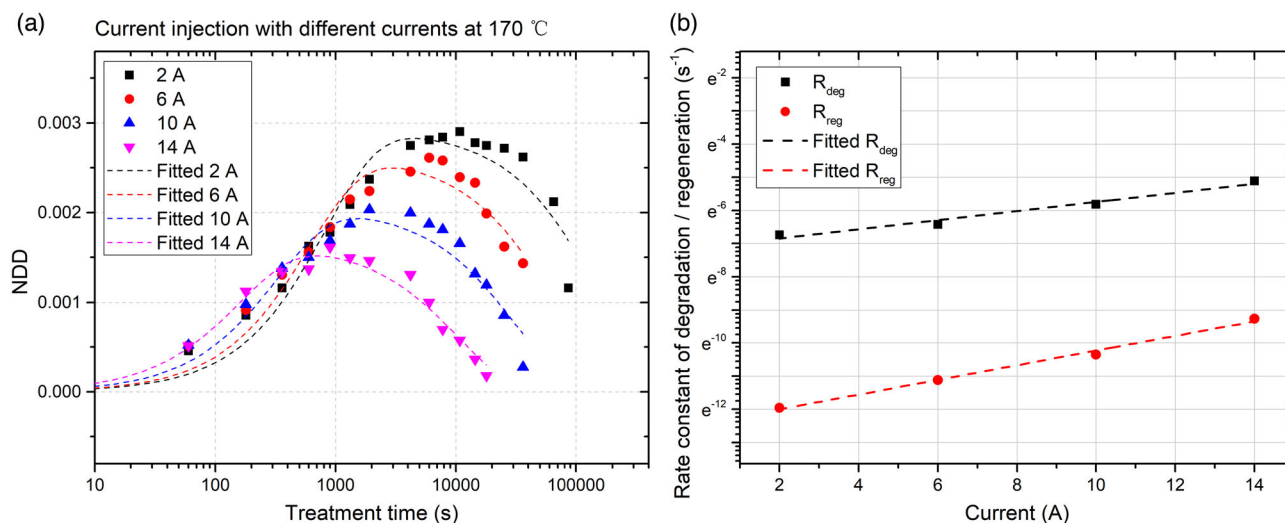 (a)
Current injection with different currents at 170 ℃
2 A
6 A
10 A
14 A
Fitted 2 A
Fitted 6 A
Fitted 10 A
Fitted 14 A
NDD
0.003
0.002
0.001
0.000
10 100 1000 10000 100000
Treatment time (s)
(b)
Rate constant of degradation / regeneration (s⁻¹)
R_deg
R_reg
Fitted R_deg
Fitted R_reg
e⁻²
e⁻⁴
e⁻⁶
e⁻⁸
e⁻¹⁰
e⁻¹²
2 4 6 8 10 12 14
Current (A)